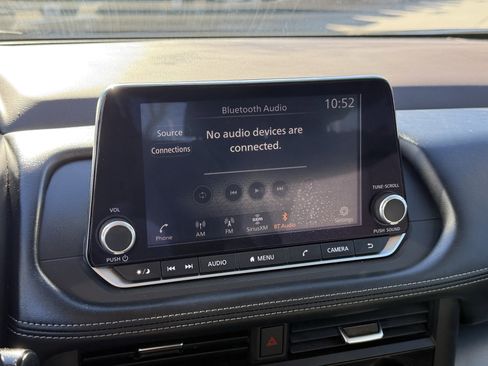 Bluetooth Audio
10:52
Source
Connections
No audio devices are
connected.
VOL
TUNE·SCROLL
Phone
AM
FM
SiriusXM
BT Audio
Settings
PUSH
PUSH SOUND
AUDIO
MENU
CAMERA